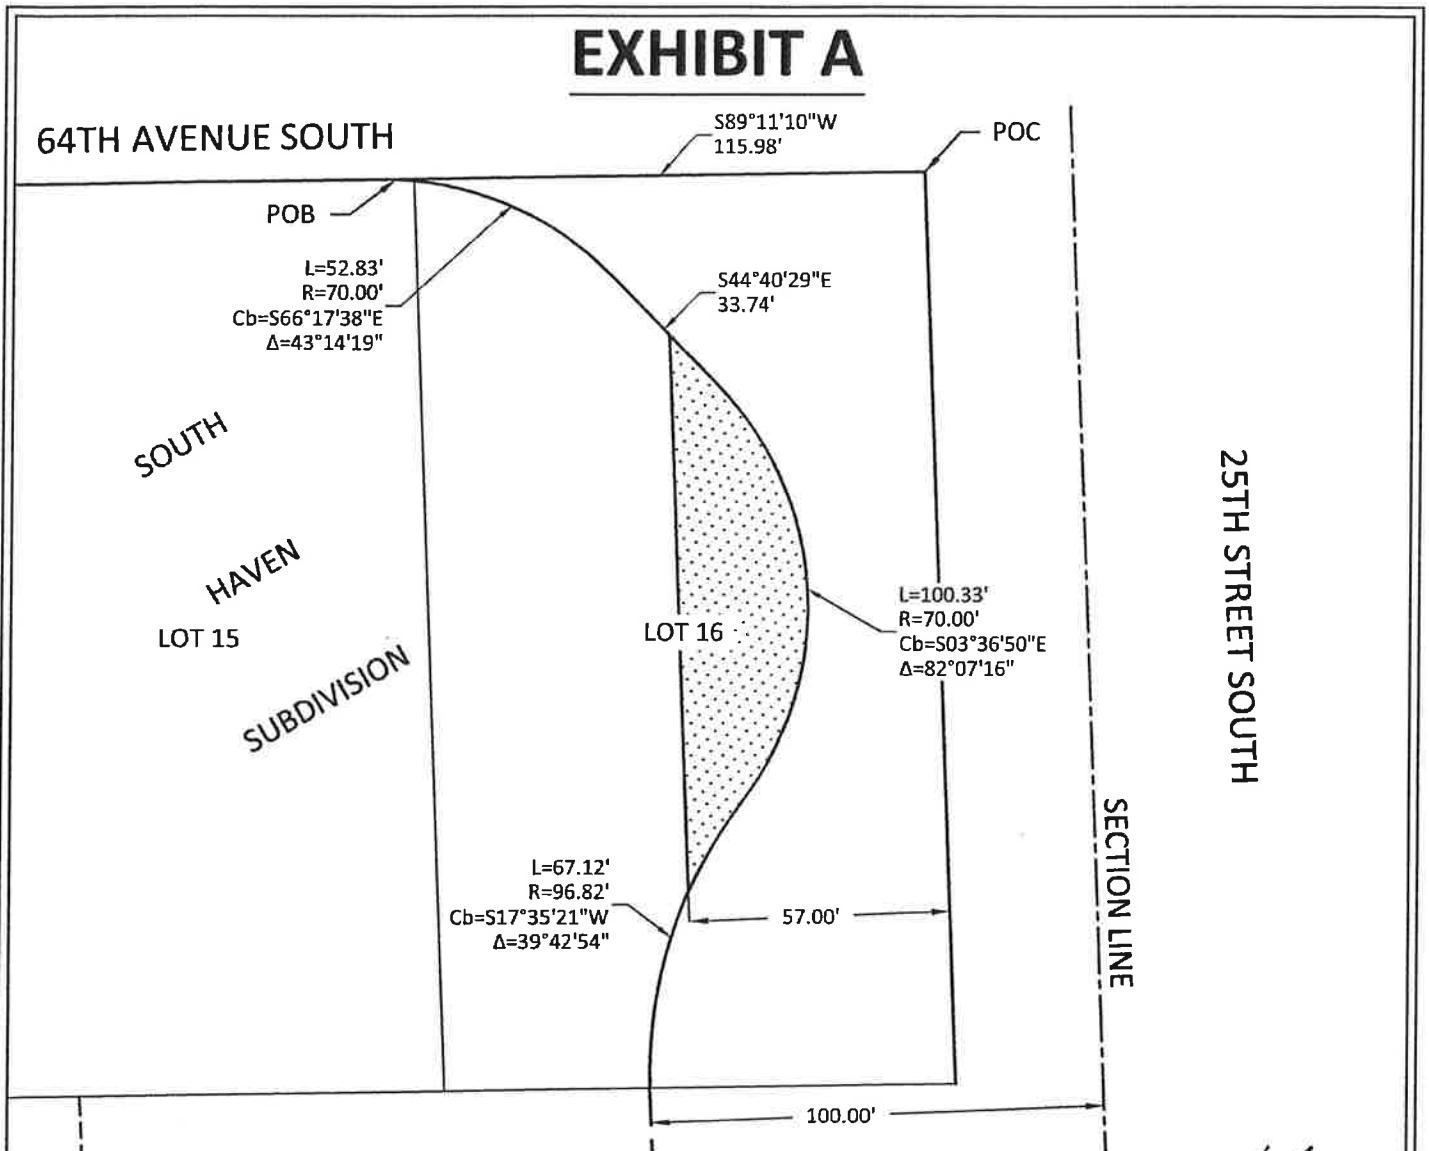 EXHIBIT A
64TH AVENUE SOUTH
S89°11'10"W
115.98'
POC
POB
L=52.83'
R=70.00'
Cb=S66°17'38"E
Δ=43°14'19"
S44°40'29"E
33.74'
SOUTH
HAVEN
SUBDIVISION
LOT 15
LOT 16
L=100.33'
R=70.00'
Cb=S03°36'50"E
Δ=82°07'16"
25TH STREET SOUTH
SECTION LINE
L=67.12'
R=96.82'
Cb=S17°35'21"W
Δ=39°42'54"
57.00'
100.00'